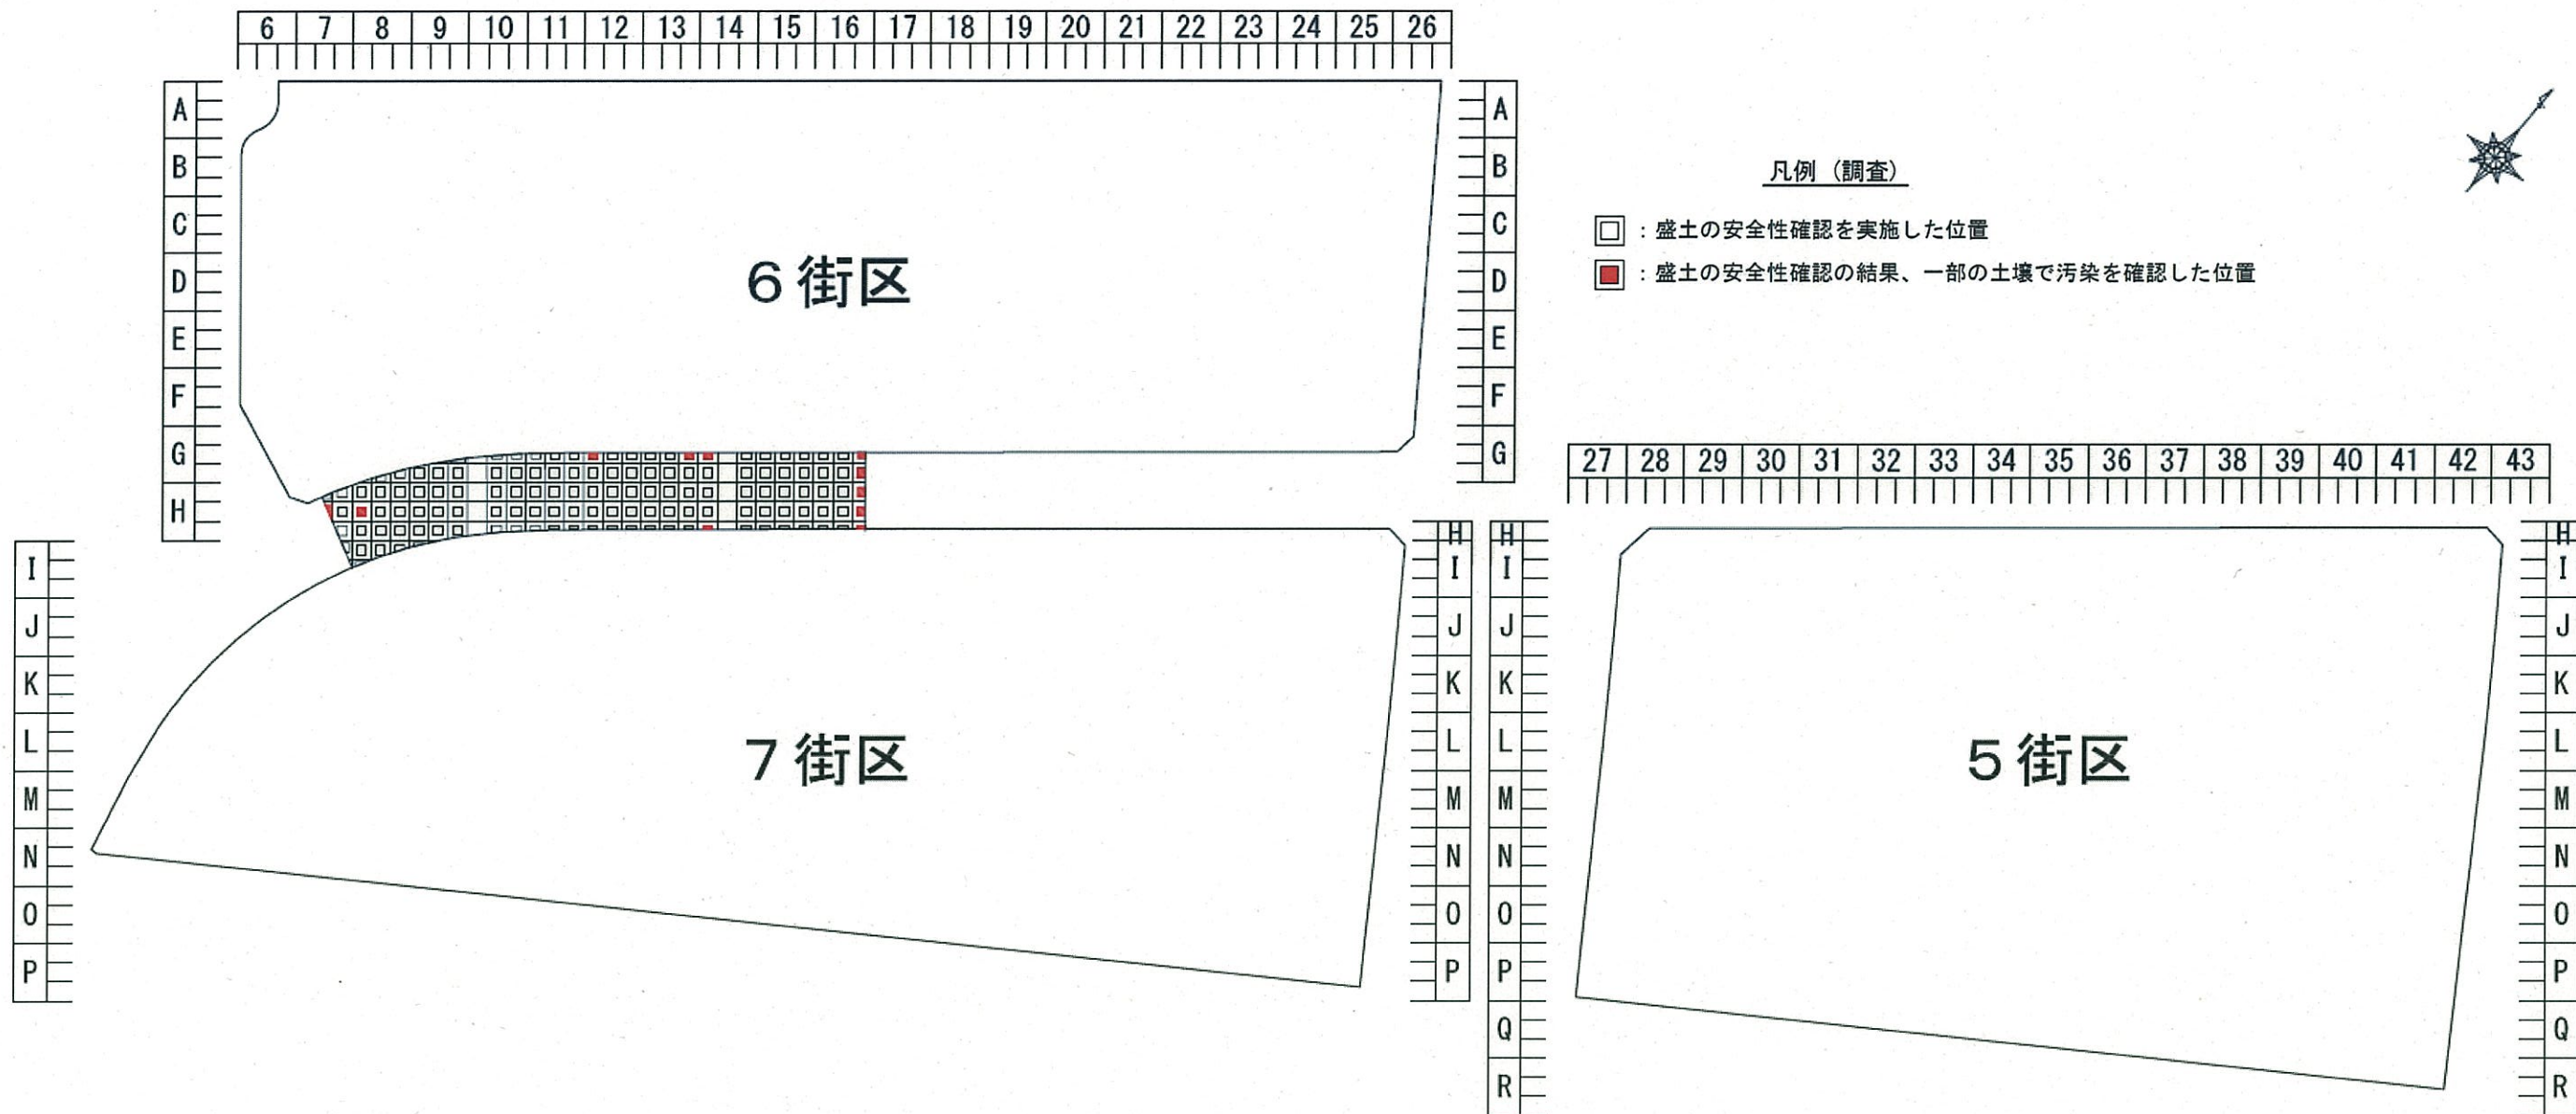 6 7 8 9 10 11 12 13 14 15 16 17 18 19 20 21 22 23 24 25 26
A
B
C
D
E
F
G
H
A
B
C
D
E
F
G
6街区
凡例（調査）
：盛土の安全性確認を実施した位置
：盛土の安全性確認の結果、一部の土壌で汚染を確認した位置
27 28 29 30 31 32 33 34 35 36 37 38 39 40 41 42 43
I
J
K
L
M
N
O
P
7街区
H
I
J
K
L
M
N
O
P
H
I
J
K
L
M
N
O
P
Q
R
5街区
H
I
J
K
L
M
N
O
P
Q
R